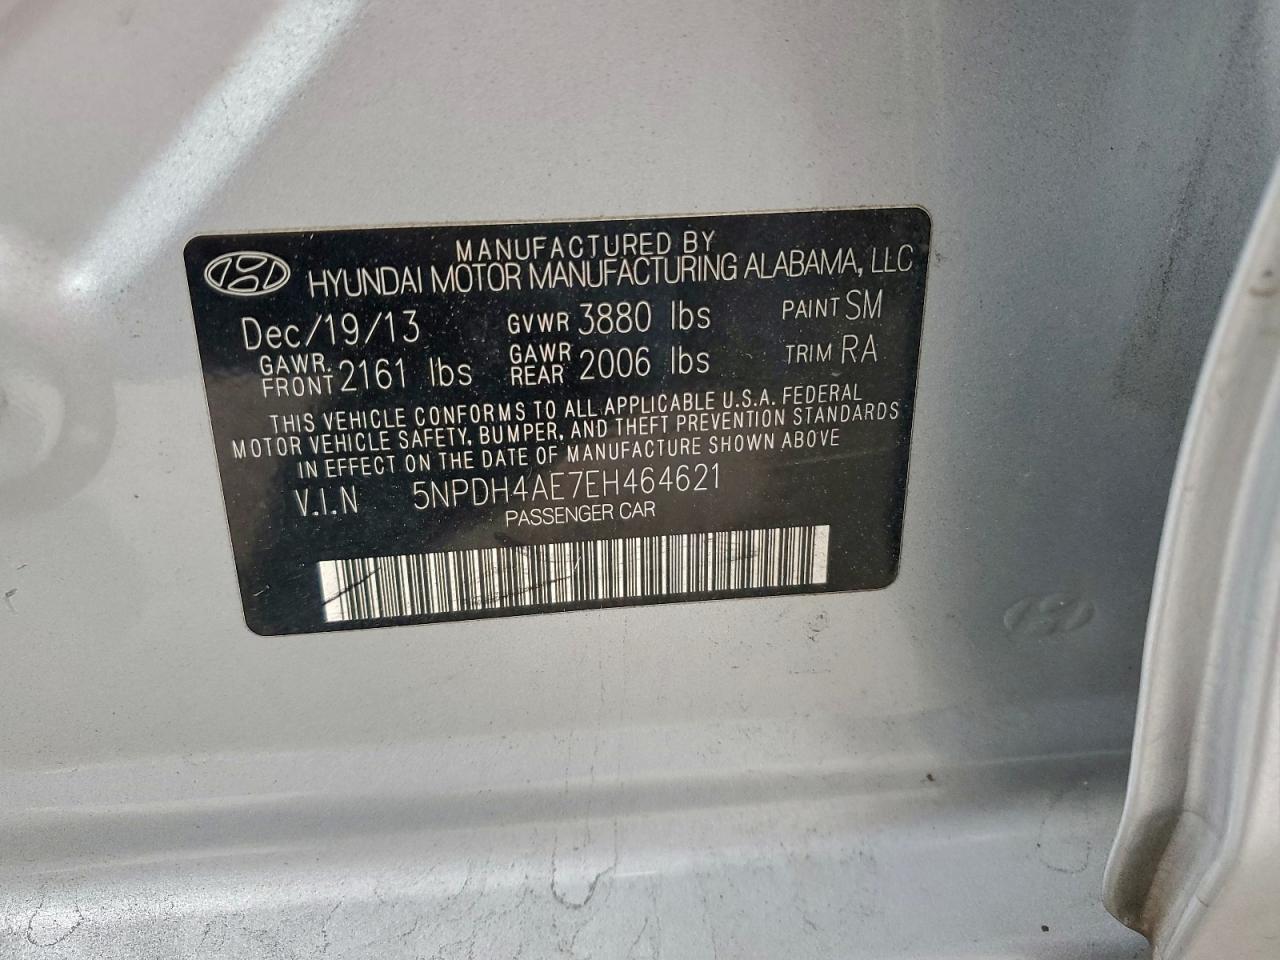 MANUFACTURED BY
HYUNDAI MOTOR MANUFACTURING ALABAMA, LLC
Dec/19/13 GVWR 3880 lbs PAINT SM
GAWR. FRONT 2161 lbs GAWR REAR 2006 lbs TRIM RA
THIS VEHICLE CONFORMS TO ALL APPLICABLE U.S.A. FEDERAL
MOTOR VEHICLE SAFETY, BUMPER, AND THEFT PREVENTION STANDARDS
IN EFFECT ON THE DATE OF MANUFACTURE SHOWN ABOVE
V.I.N 5NPDH4AE7EH464621
PASSENGER CAR